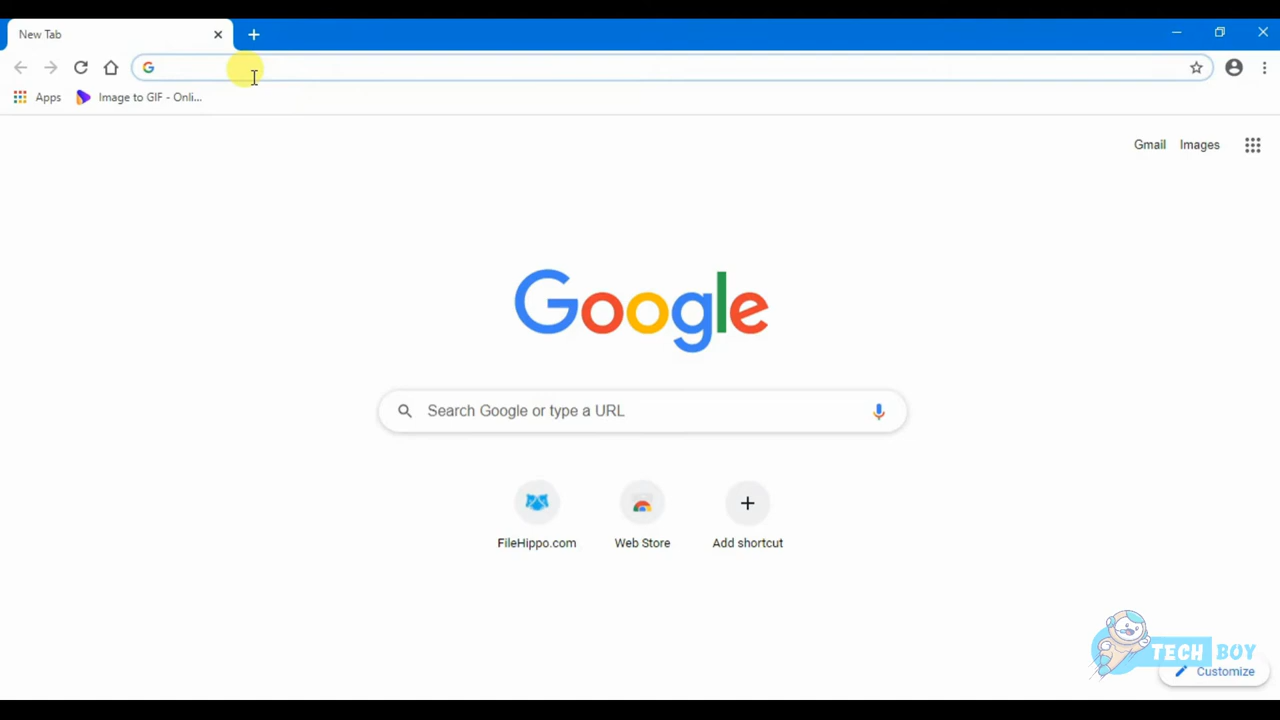 New Tab
Apps
Image to GIF - Onli...
Gmail
Images
Google
Search Google or type a URL
FileHippo.com
Web Store
Add shortcut
TECH BOY
Customize